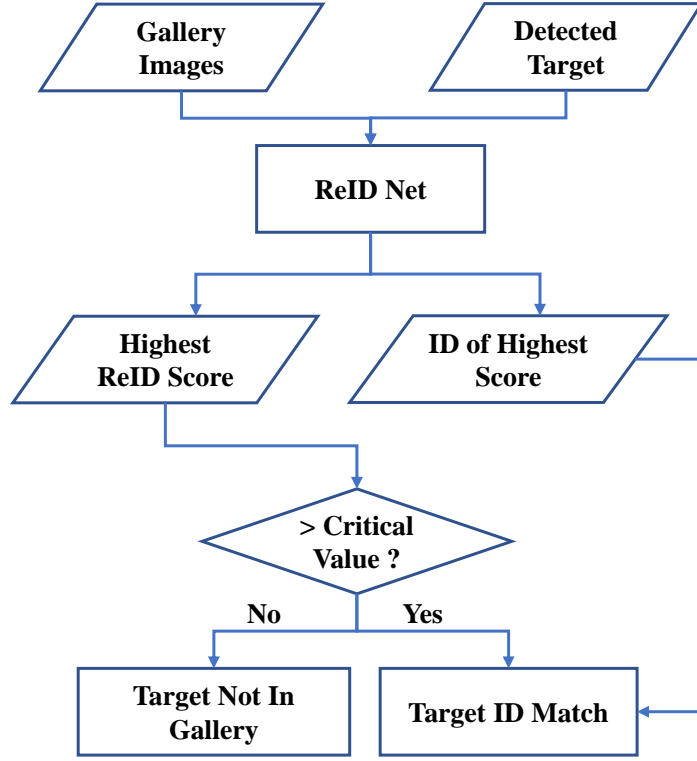 Gallery
Images
Detected
Target
ReID Net
Highest
ReID Score
ID of Highest
Score
> Critical
Value ?
No
Yes
Target Not In
Gallery
Target ID Match